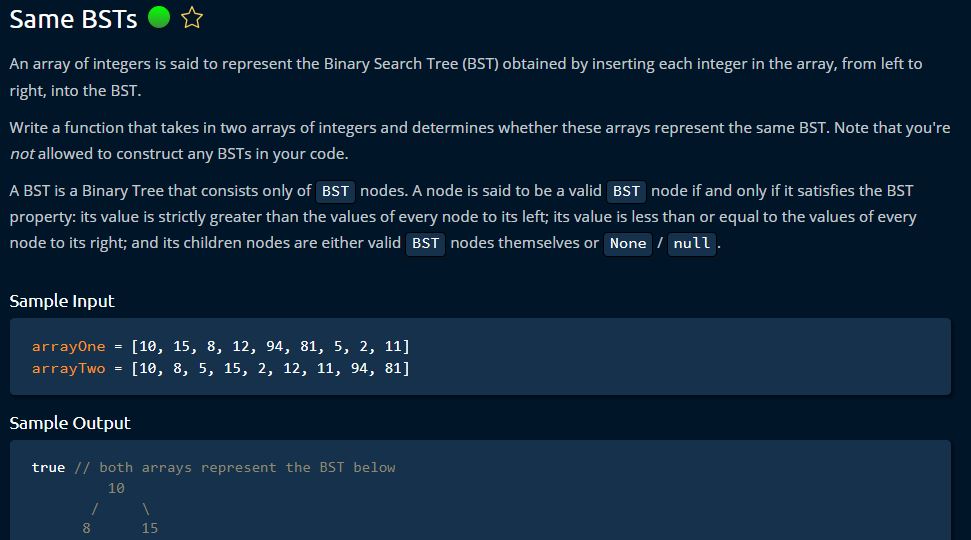 Same BSTs
An array of integers is said to represent the Binary Search Tree (BST) obtained by inserting each integer in the array, from left to
right, into the BST.
Write a function that takes in two arrays of integers and determines whether these arrays represent the same BST. Note that you're
not allowed to construct any BSTs in your code.
A BST is a Binary Tree that consists only of BST nodes. A node is said to be a valid BST node if and only if it satisfies the BST
property: its value is strictly greater than the values of every node to its left; its value is less than or equal to the values of every
node to its right; and its children nodes are either valid BST nodes themselves or None / null.
Sample Input
arrayOne = [10, 15, 8, 12, 94, 81, 5, 2, 11]
arrayTwo = [10, 8, 5, 15, 2, 12, 11, 94, 81]
Sample Output
true // both arrays represent the BST below
10
/ \
8 15